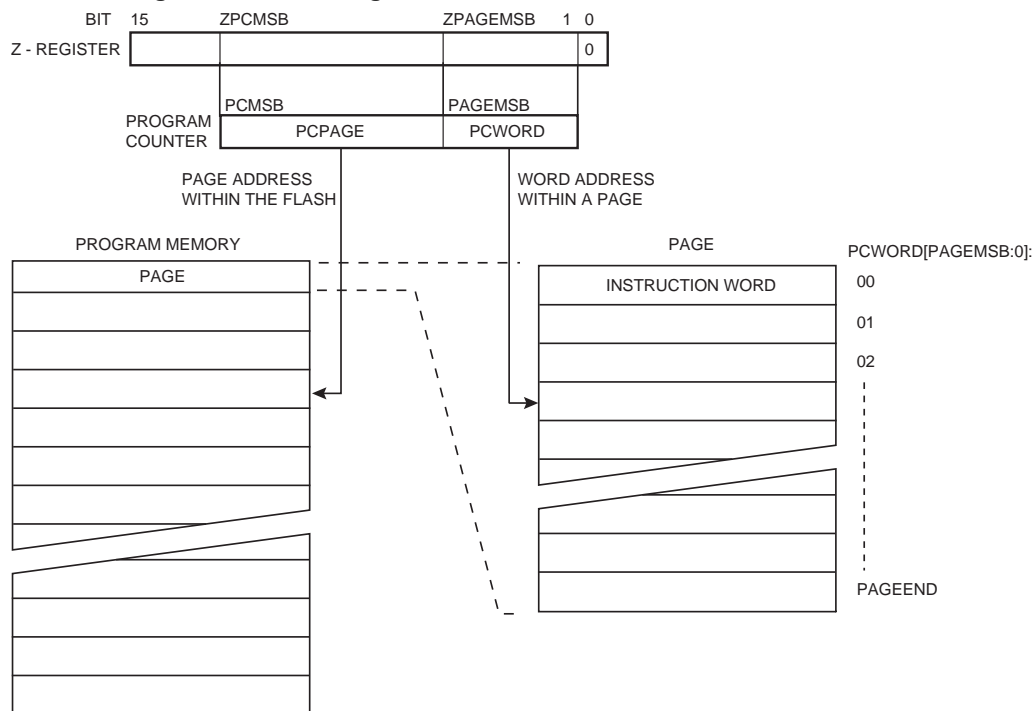 BIT 15 ZPCMSB ZPAGEMSB 1 0
Z - REGISTER 0
PCMSB PAGEMSB
PROGRAM
COUNTER
PCPAGE PCWORD
PAGE ADDRESS
WITHIN THE FLASH
WORD ADDRESS
WITHIN A PAGE
PROGRAM MEMORY
PAGE
PAGE
PCWORD[PAGEMSB:0]:
INSTRUCTION WORD
00
01
02
PAGEEND